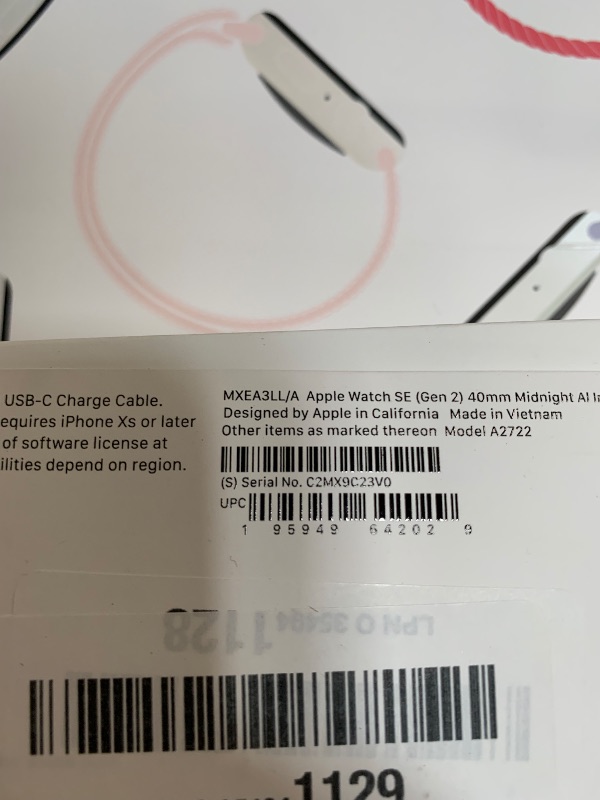 USB-C Charge Cable.
equires iPhone Xs or later
of software license at
ilities depend on region.
MXEA3LL/A Apple Watch SE (Gen 2) 40mm Midnight Al
Designed by Apple in California Made in Vietnam
Other items as marked thereon Model A2722
(S) Serial No. C2MX9C23V0
UPC
1 95949 64202 9
1128
LPN O
1129